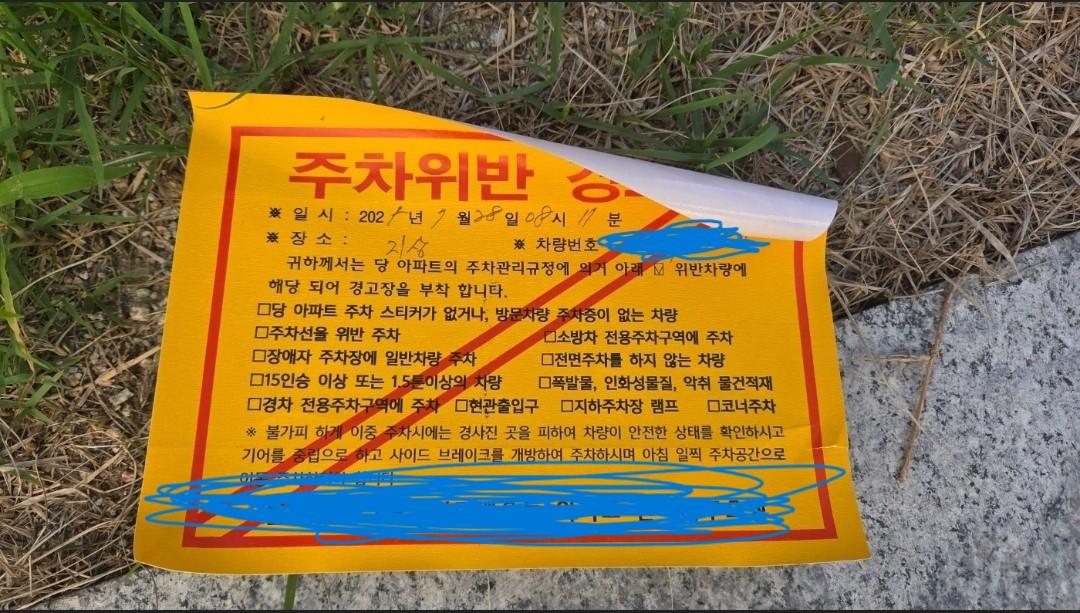 주차위반
※ 일 시 : 2025년 7월28일 08시 11분
※ 장 소 : 지상 ※ 차량번호
귀하께서는 당 아파트의 주차관리규정에 의거 아래 ☑ 위반차량에
해당 되어 경고장을 부착 합니다.
□당 아파트 주차 스티커가 없거나, 방문차량 주차증이 없는 차량
□주차선을 위반 주차 □소방차 전용주차구역에 주차
□장애자 주차장에 일반차량 주차 □전면주차를 하지 않는 차량
□15인승 이상 또는 1.5톤이상의 차량 □폭발물, 인화성물질, 악취 물건적재
□경차 전용주차구역에 주차 □현관출입구 □지하주차장 램프 □코너주차
※ 불가피 하게 이중 주차시에는 경사진 곳을 피하여 차량이 안전한 상태를 확인하시고
기어를 중립으로 하고 사이드 브레이크를 개방하여 주차하시며 아침 일찍 주차공간으로